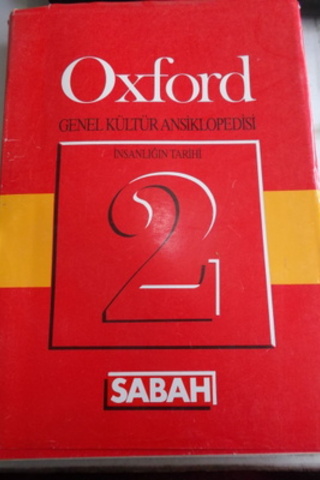 Oxford
GENEL KÜLTÜR ANSİKLOPEDİSİ
İNSANLIĞIN TARİHİ
2
SABAH